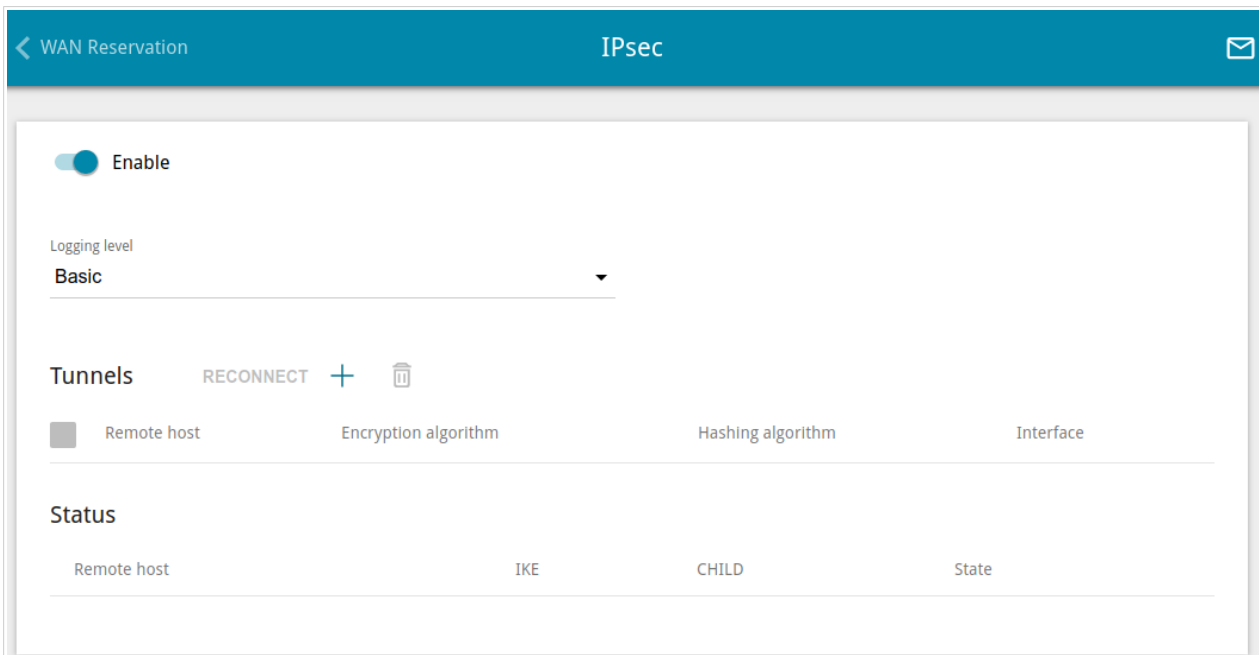 WAN Reservation IPsec
Enable
Logging level
Basic
Tunnels RECONNECT
Remote host Encryption algorithm Hashing algorithm Interface
Status
Remote host IKE CHILD State